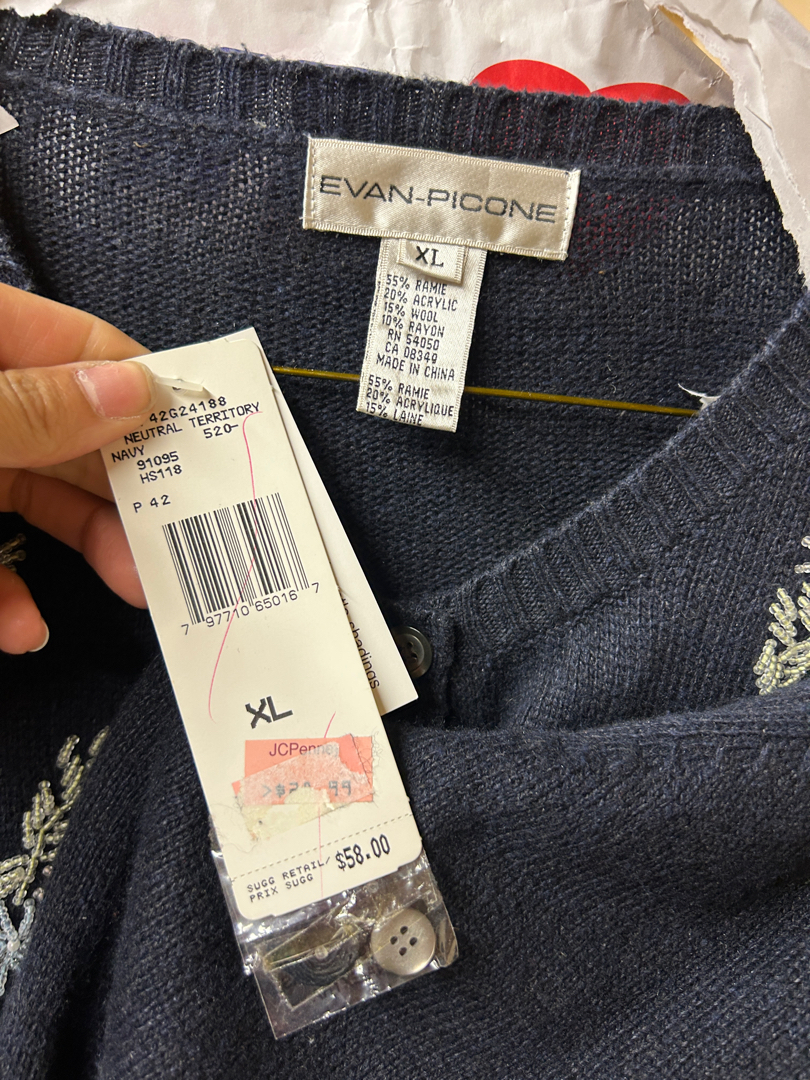 EVAN-PICONE
XL
55% RAMIE
20% ACRYLIC
15% WOOL
10% RAYON
RN 54050
CA 08349
MADE IN CHINA
55% RAMIE
20% ACRYLIQUE
15% LAINE
42G24188
NEUTRAL TERRITORY
NAVY 520-
91095
HS118
P 42
7 97710 65016 7
shadings
XL
JCPenney
SUGG RETAIL/ $58.00
PRIX SUGG